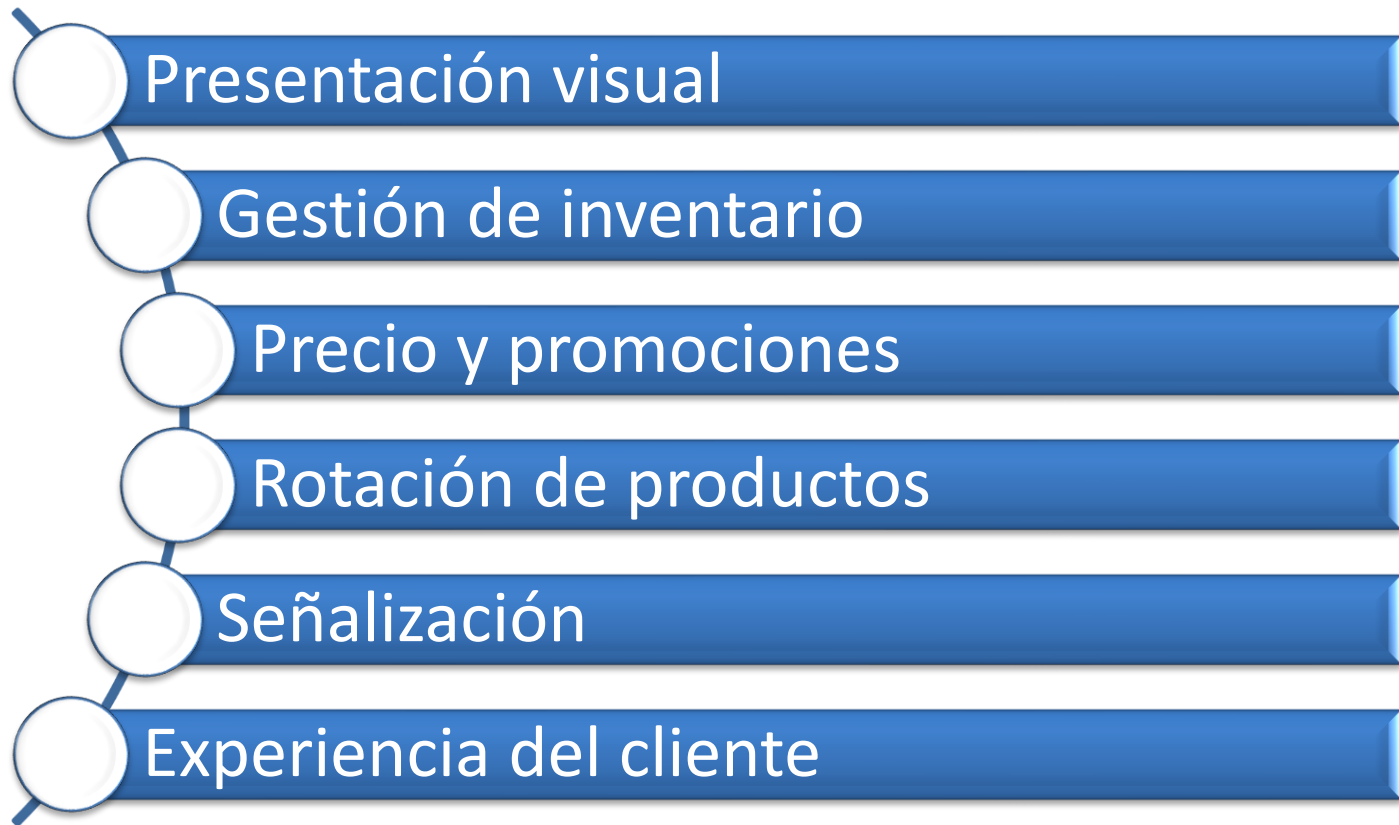 Presentación visual
Gestión de inventario
Precio y promociones
Rotación de productos
Señalización
Experiencia del cliente